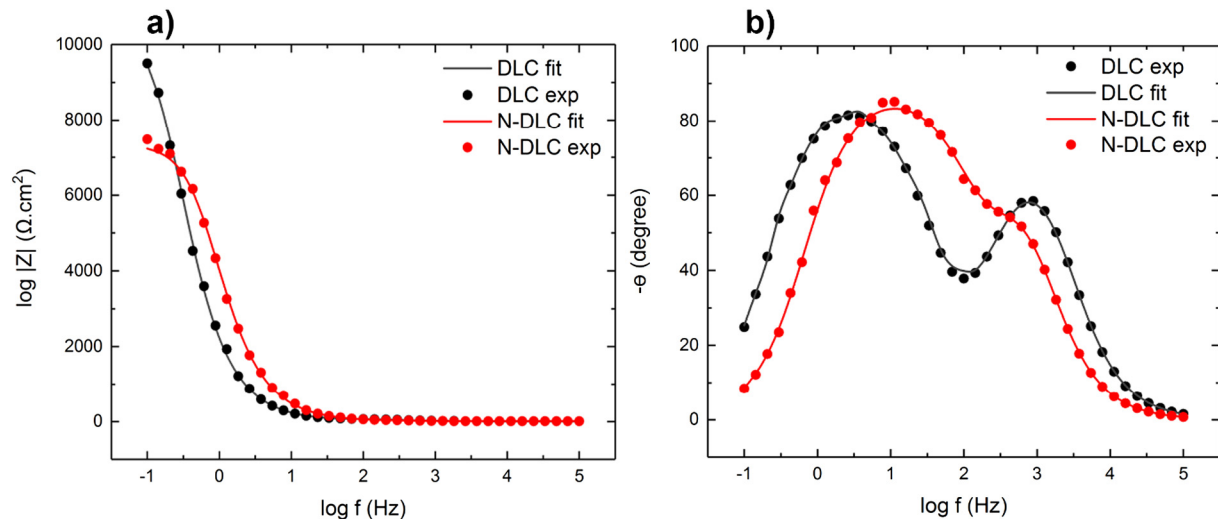 a)
10000
8000
6000
4000
2000
0
log |Z| (Ω.cm²)
DLC fit
DLC exp
N-DLC fit
N-DLC exp
-1 0 1 2 3 4 5
log f (Hz)
b)
100
80
60
40
20
0
-ɵ (degree)
DLC exp
DLC fit
N-DLC fit
N-DLC exp
-1 0 1 2 3 4 5
log f (Hz)